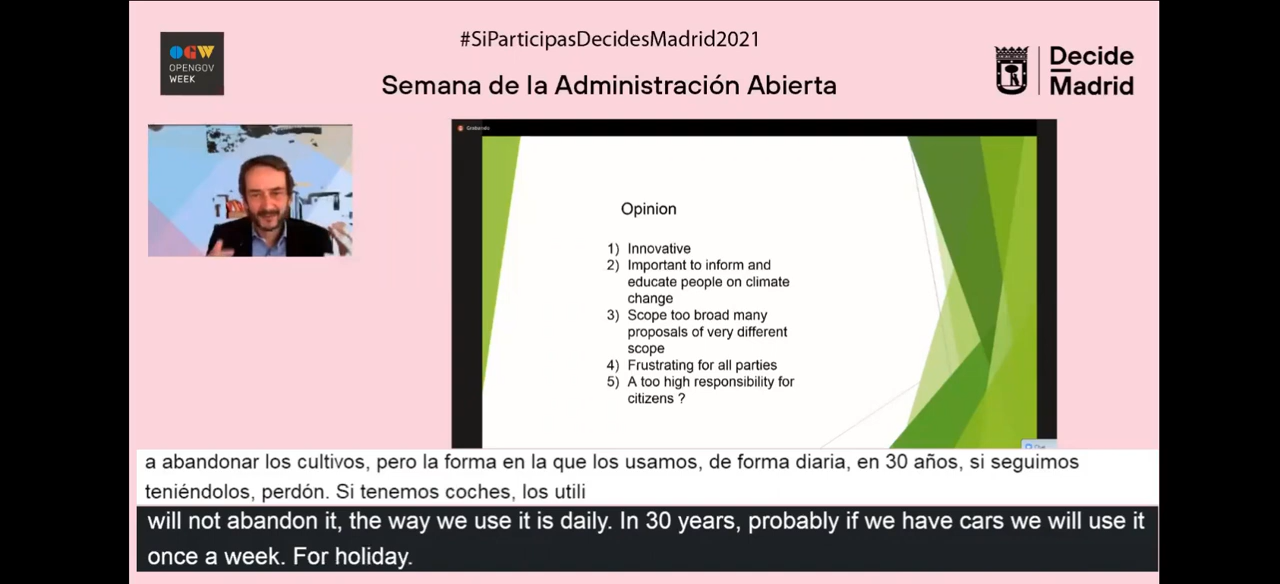 #SiParticipasDecidesMadrid2021
OGW
OPENGOV
WEEK
Semana de la Administración Abierta
Decide
Madrid
Grabando
Opinion
1) Innovative
2) Important to inform and
educate people on climate
change
3) Scope too broad many
proposals of very different
scope
4) Frustrating for all parties
5) A too high responsibility for
citizens ?
a abandonar los cultivos, pero la forma en la que los usamos, de forma diaria, en 30 años, si seguimos
teniéndolos, perdón. Si tenemos coches, los utili
will not abandon it, the way we use it is daily. In 30 years, probably if we have cars we will use it
once a week. For holiday.